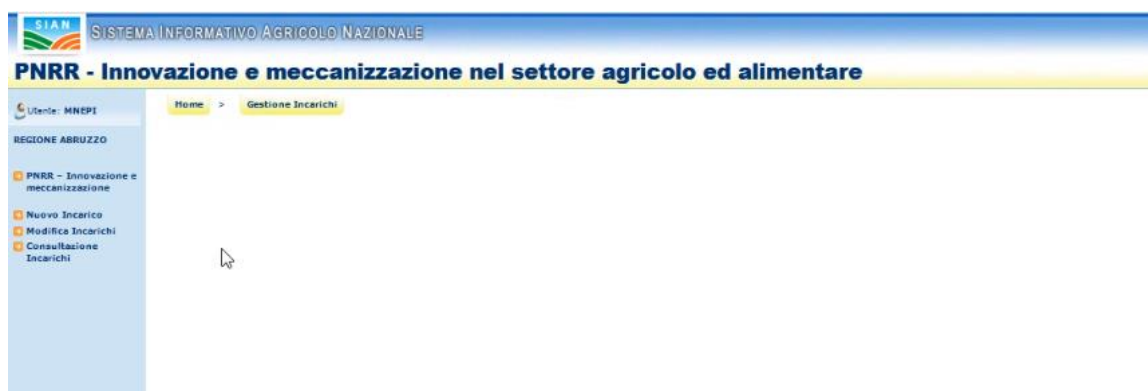 SIAN SISTEMA INFORMATIVO AGRICOLO NAZIONALE
PNRR - Innovazione e meccanizzazione nel settore agricolo ed alimentare
Utente: MNEPI
Home > Gestione Incarichi
REGIONE ABRUZZO
PNRR – Innovazione e
meccanizzazione
Nuovo Incarico
Modifica Incarichi
Consultazione
Incarichi